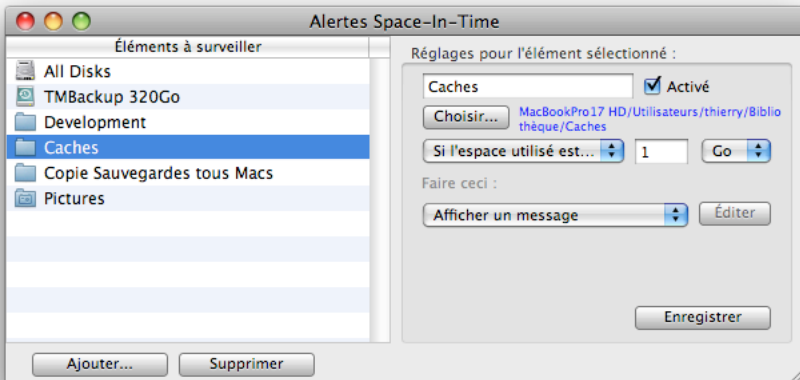 Alertes Space-In-Time
Éléments à surveiller
All Disks
TMBackup 320Go
Development
Caches
Copie Sauvegardes tous Macs
Pictures
Ajouter...
Supprimer
Réglages pour l'élément sélectionné :
Caches
Activé
Choisir...
MacBookPro17 HD/Utilisateurs/thierry/Biblio
thèque/Caches
Si l'espace utilisé est... 1 Go
Faire ceci :
Afficher un message
Éditer
Enregistrer